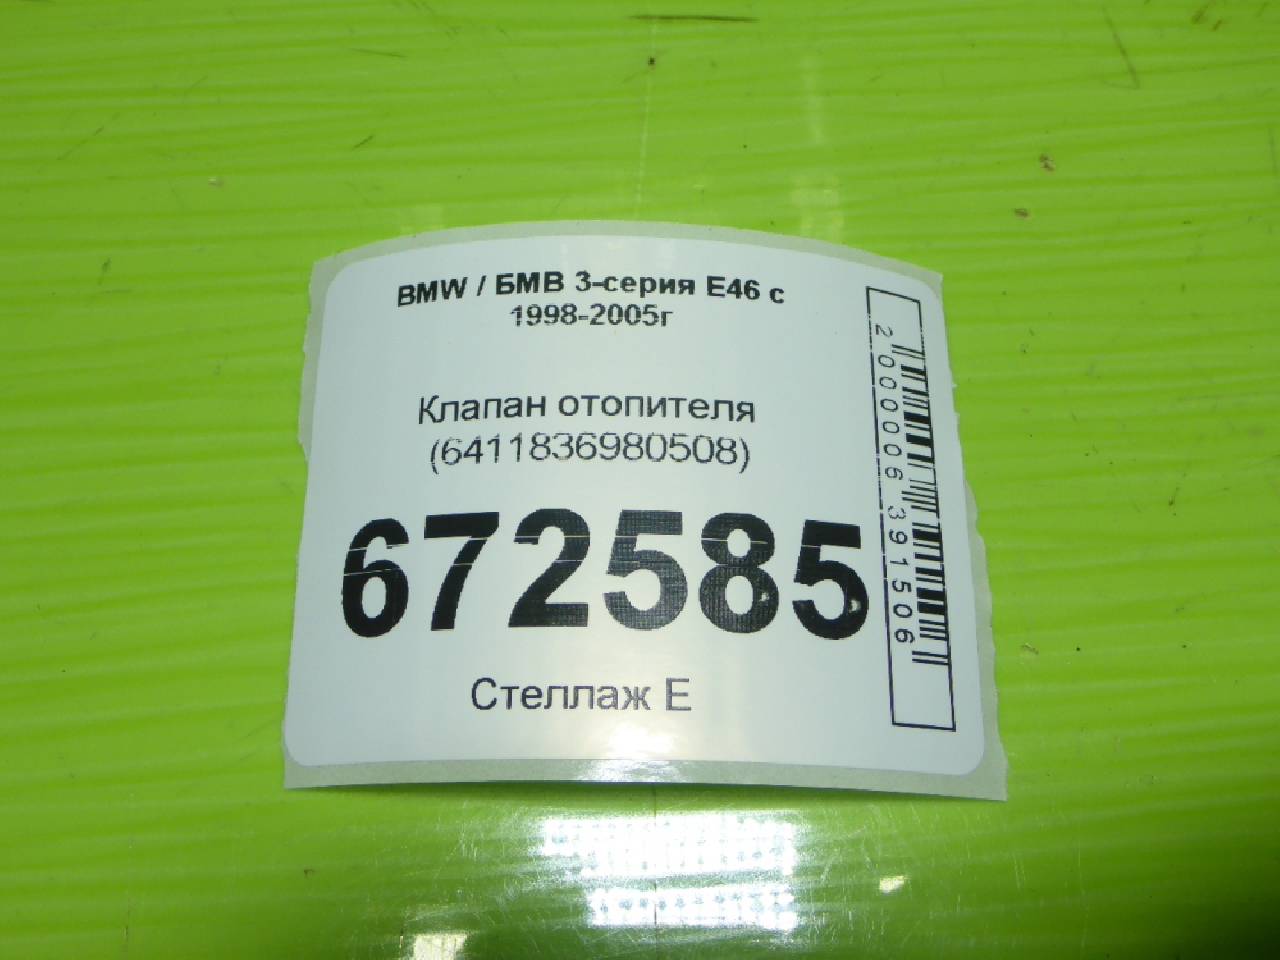 BMW / БМВ 3-серия E46 с
1998-2005г
Клапан отопителя
(6411836980508)
672585
Стеллаж Е
2000006391506